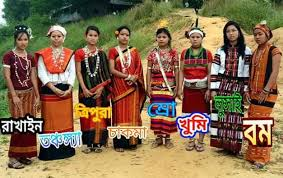 রাখাইন
তঞ্চঙ্গ্যা
ত্রিপুরা
চাকমা
ম্রো
খুমি
বম